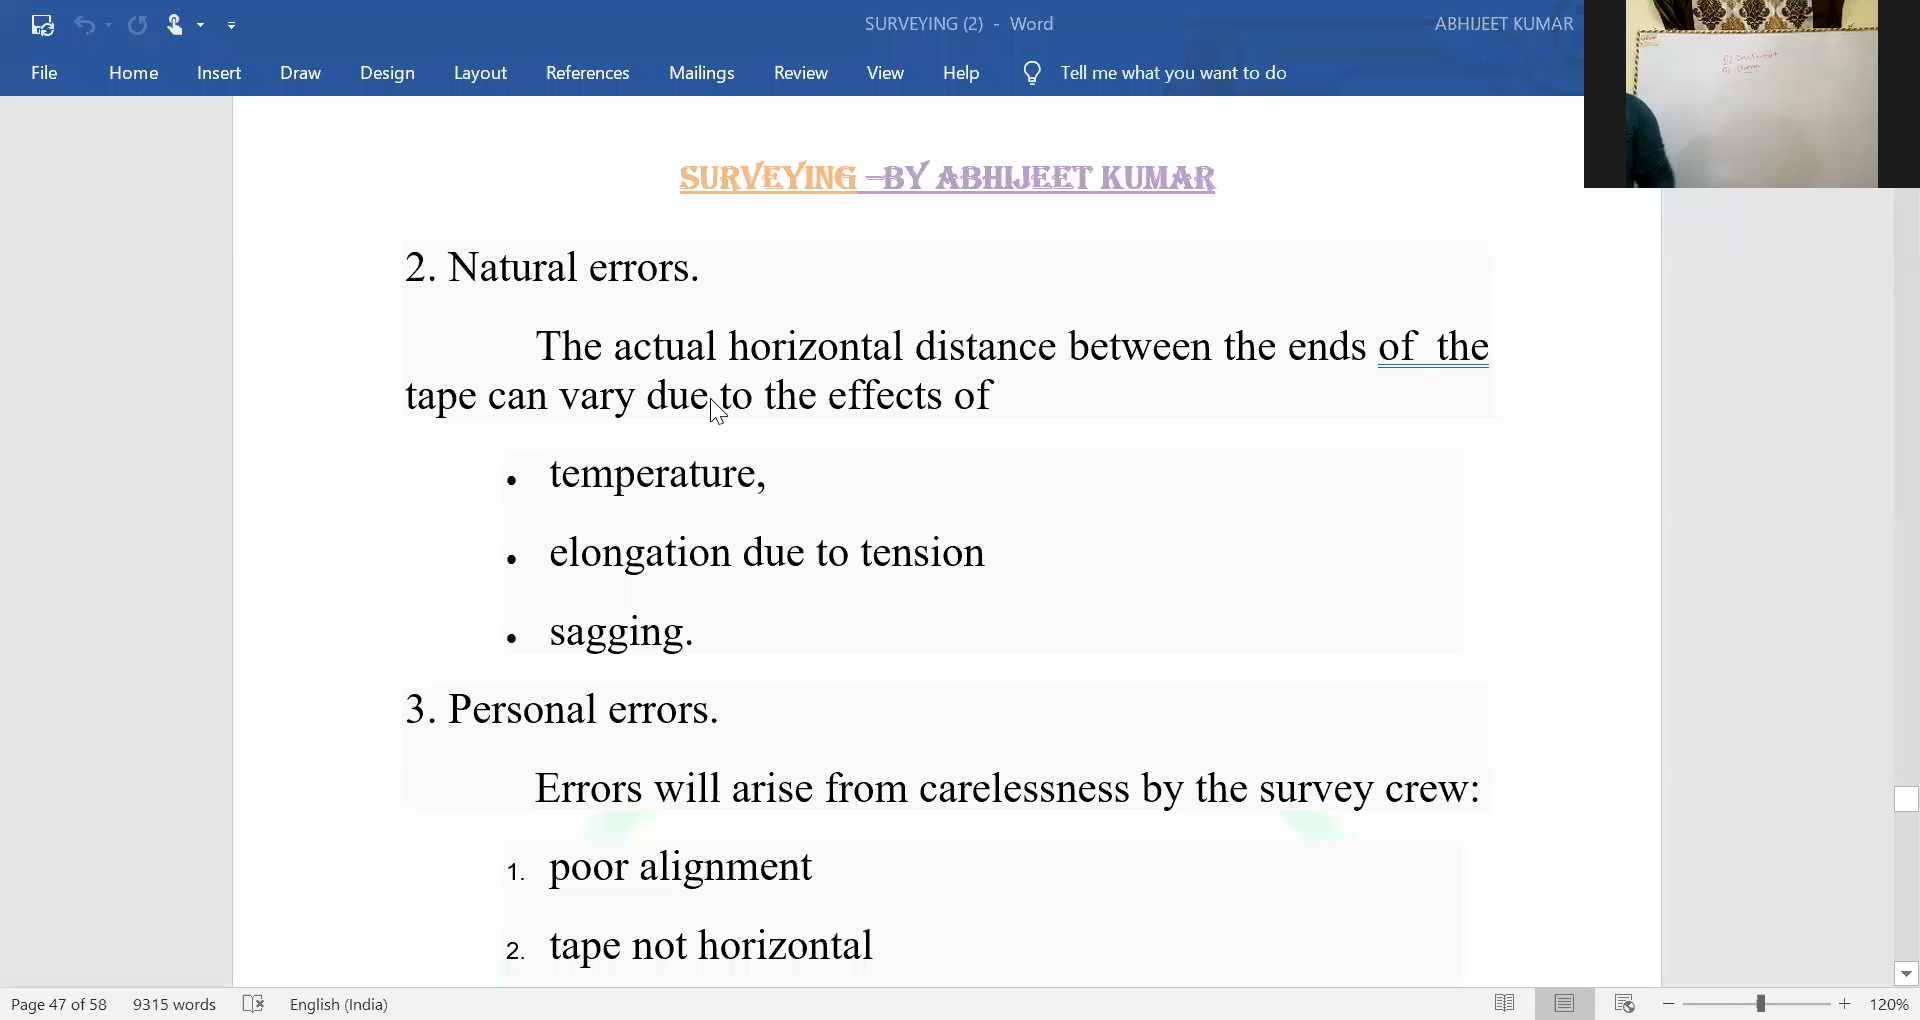 SURVEYING (2) - Word
ABHIJEET KUMAR
File Home Insert Draw Design Layout References Mailings Review View Help Tell me what you want to do
SURVEYING –BY ABHIJEET KUMAR
2. Natural errors.
The actual horizontal distance between the ends of the
tape can vary due to the effects of
• temperature,
• elongation due to tension
• sagging.
3. Personal errors.
Errors will arise from carelessness by the survey crew:
1. poor alignment
2. tape not horizontal
Page 47 of 58 9315 words English (India) 120%